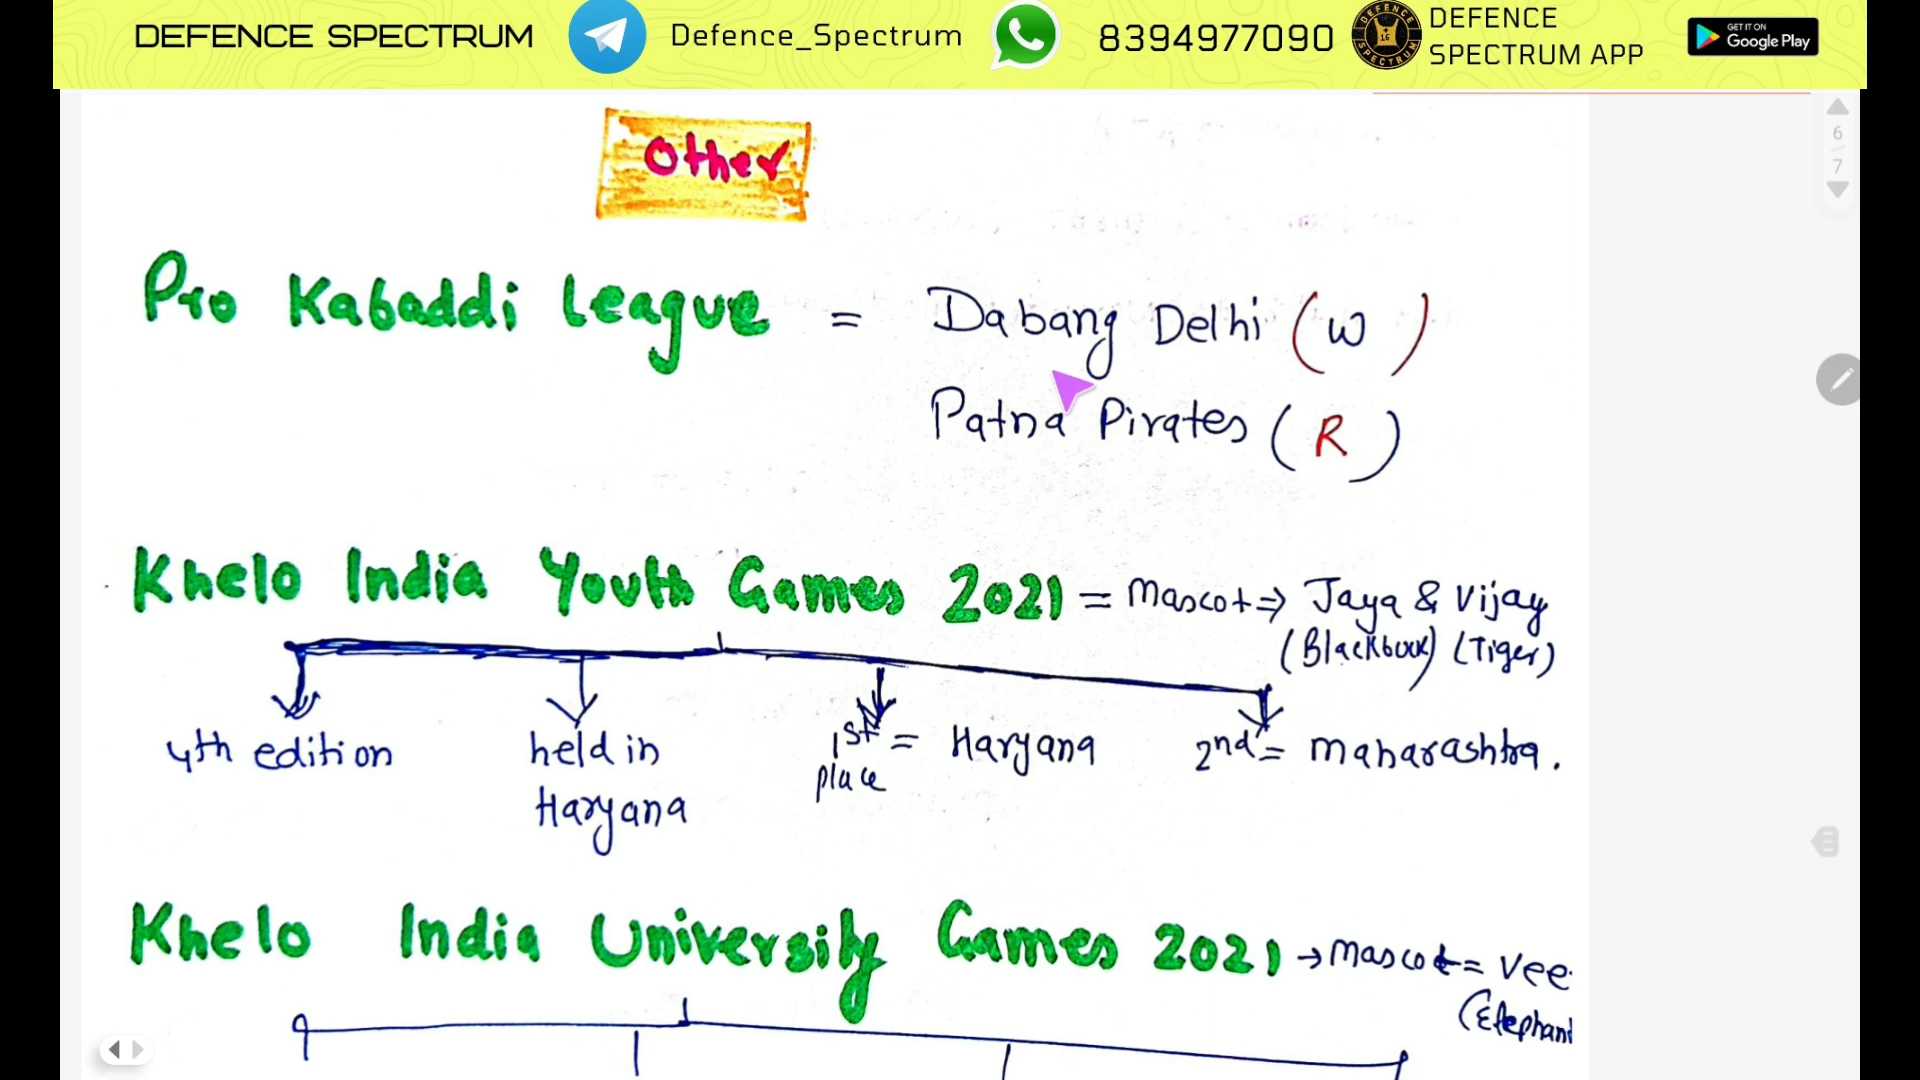 DEFENCE SPECTRUM Defence_Spectrum 8394977090 DEFENCE SPECTRUM APP GET IT ON Google Play
6
7
Other
Pro Kabaddi League = Dabang Delhi (W)
Patna Pirates (R)
Khelo India Youth Games 2021 = Mascot ⇒ Jaya & Vijay
(Blackbuck) (Tiger)
4th edition held in Haryana 1st place = Haryana 2nd = Maharashtra.
Khelo India University Games 2021 → Mascot = Vee
(Elephant